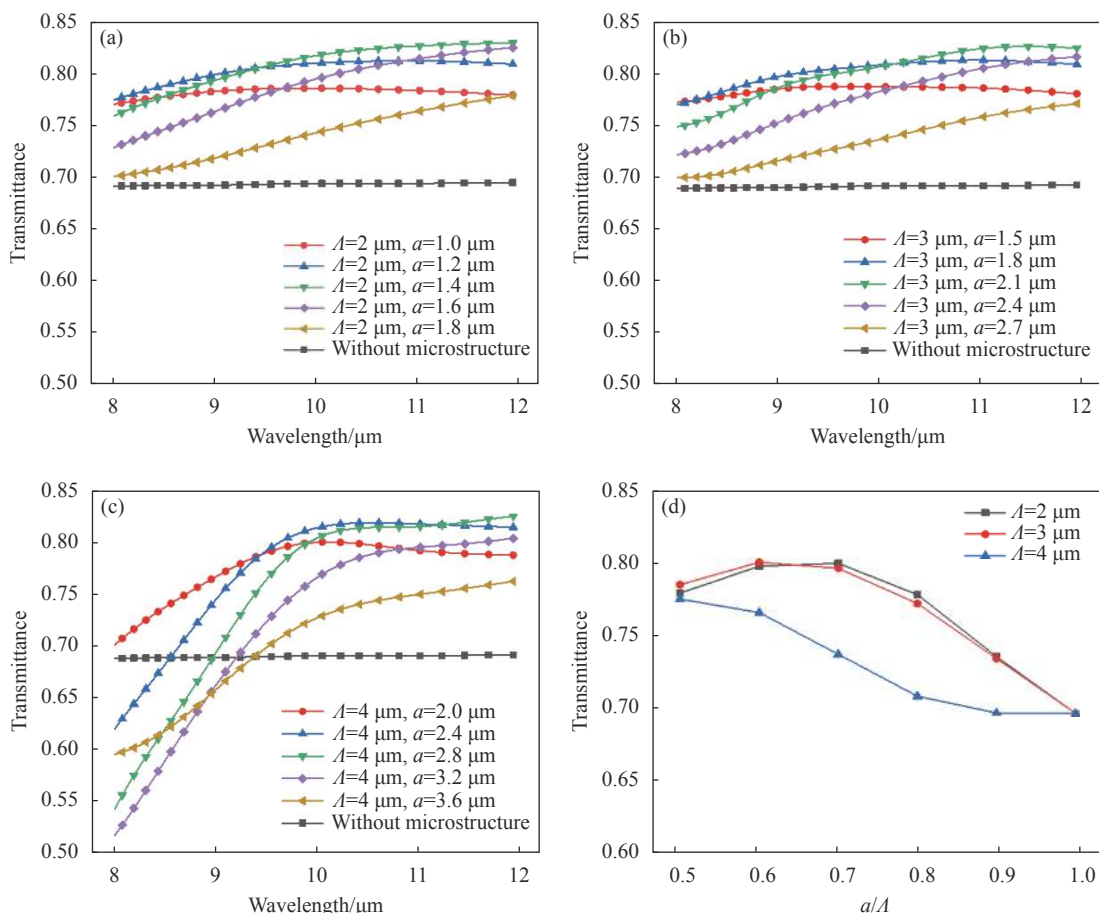 (a)
0.85
0.80
0.75
0.70
0.65
0.60
0.55
0.50
Transmittance
Λ=2 μm, a=1.0 μm
Λ=2 μm, a=1.2 μm
Λ=2 μm, a=1.4 μm
Λ=2 μm, a=1.6 μm
Λ=2 μm, a=1.8 μm
Without microstructure
8 9 10 11 12
Wavelength/μm
(b)
0.85
0.80
0.75
0.70
0.65
0.60
0.55
0.50
Transmittance
Λ=3 μm, a=1.5 μm
Λ=3 μm, a=1.8 μm
Λ=3 μm, a=2.1 μm
Λ=3 μm, a=2.4 μm
Λ=3 μm, a=2.7 μm
Without microstructure
8 9 10 11 12
Wavelength/μm
(c)
0.85
0.80
0.75
0.70
0.65
0.60
0.55
0.50
Transmittance
Λ=4 μm, a=2.0 μm
Λ=4 μm, a=2.4 μm
Λ=4 μm, a=2.8 μm
Λ=4 μm, a=3.2 μm
Λ=4 μm, a=3.6 μm
Without microstructure
8 9 10 11 12
Wavelength/μm
(d)
0.85
0.80
0.75
0.70
0.65
0.60
Transmittance
Λ=2 μm
Λ=3 μm
Λ=4 μm
0.5 0.6 0.7 0.8 0.9 1.0
a/Λ